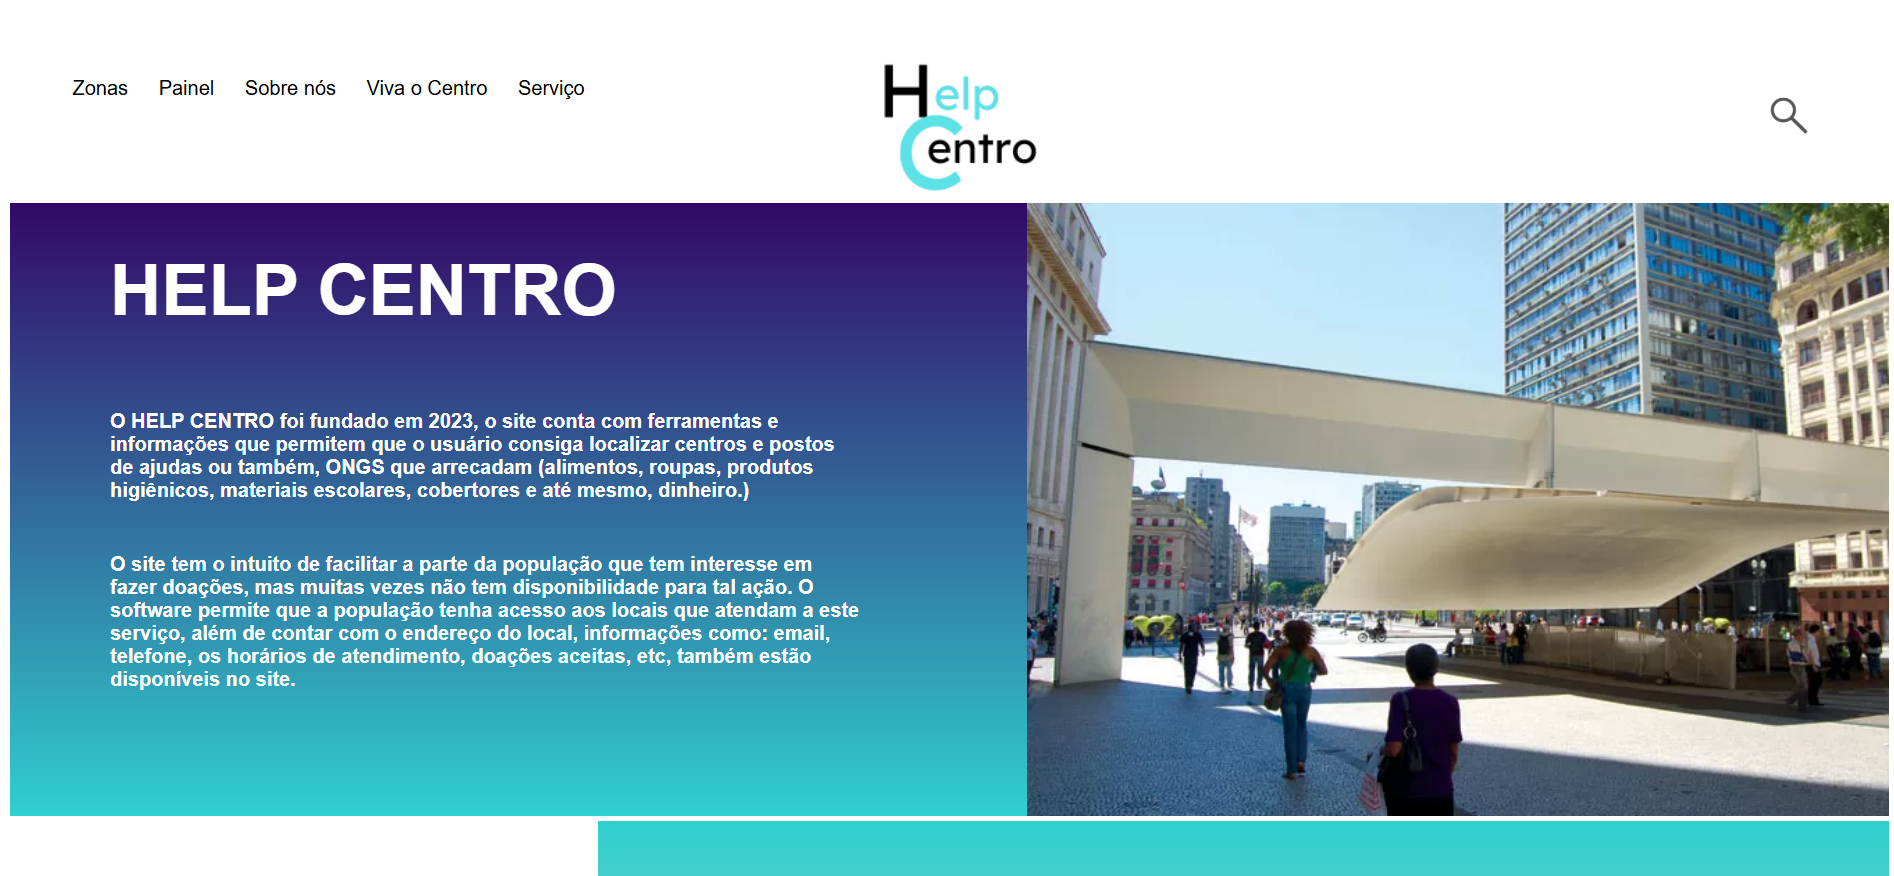 Zonas Painel Sobre nós Viva o Centro Serviço
Help
Centro
HELP CENTRO
O HELP CENTRO foi fundado em 2023, o site conta com ferramentas e
informações que permitem que o usuário consiga localizar centros e postos
de ajudas ou também, ONGS que arrecadam (alimentos, roupas, produtos
higiênicos, materiais escolares, cobertores e até mesmo, dinheiro.)
O site tem o intuito de facilitar a parte da população que tem interesse em
fazer doações, mas muitas vezes não tem disponibilidade para tal ação. O
software permite que a população tenha acesso aos locais que atendam a este
serviço, além de contar com o endereço do local, informações como: email,
telefone, os horários de atendimento, doações aceitas, etc, também estão
disponíveis no site.